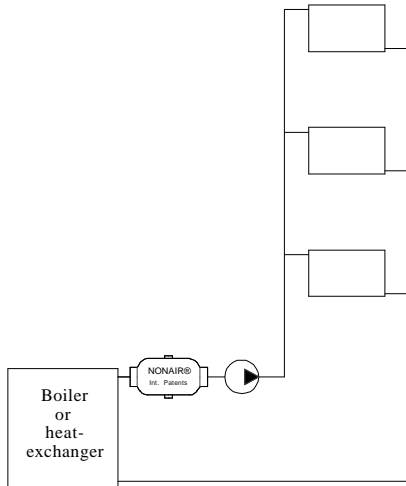 NONAIR®
Int. Patents
Boiler
or
heat-
exchanger